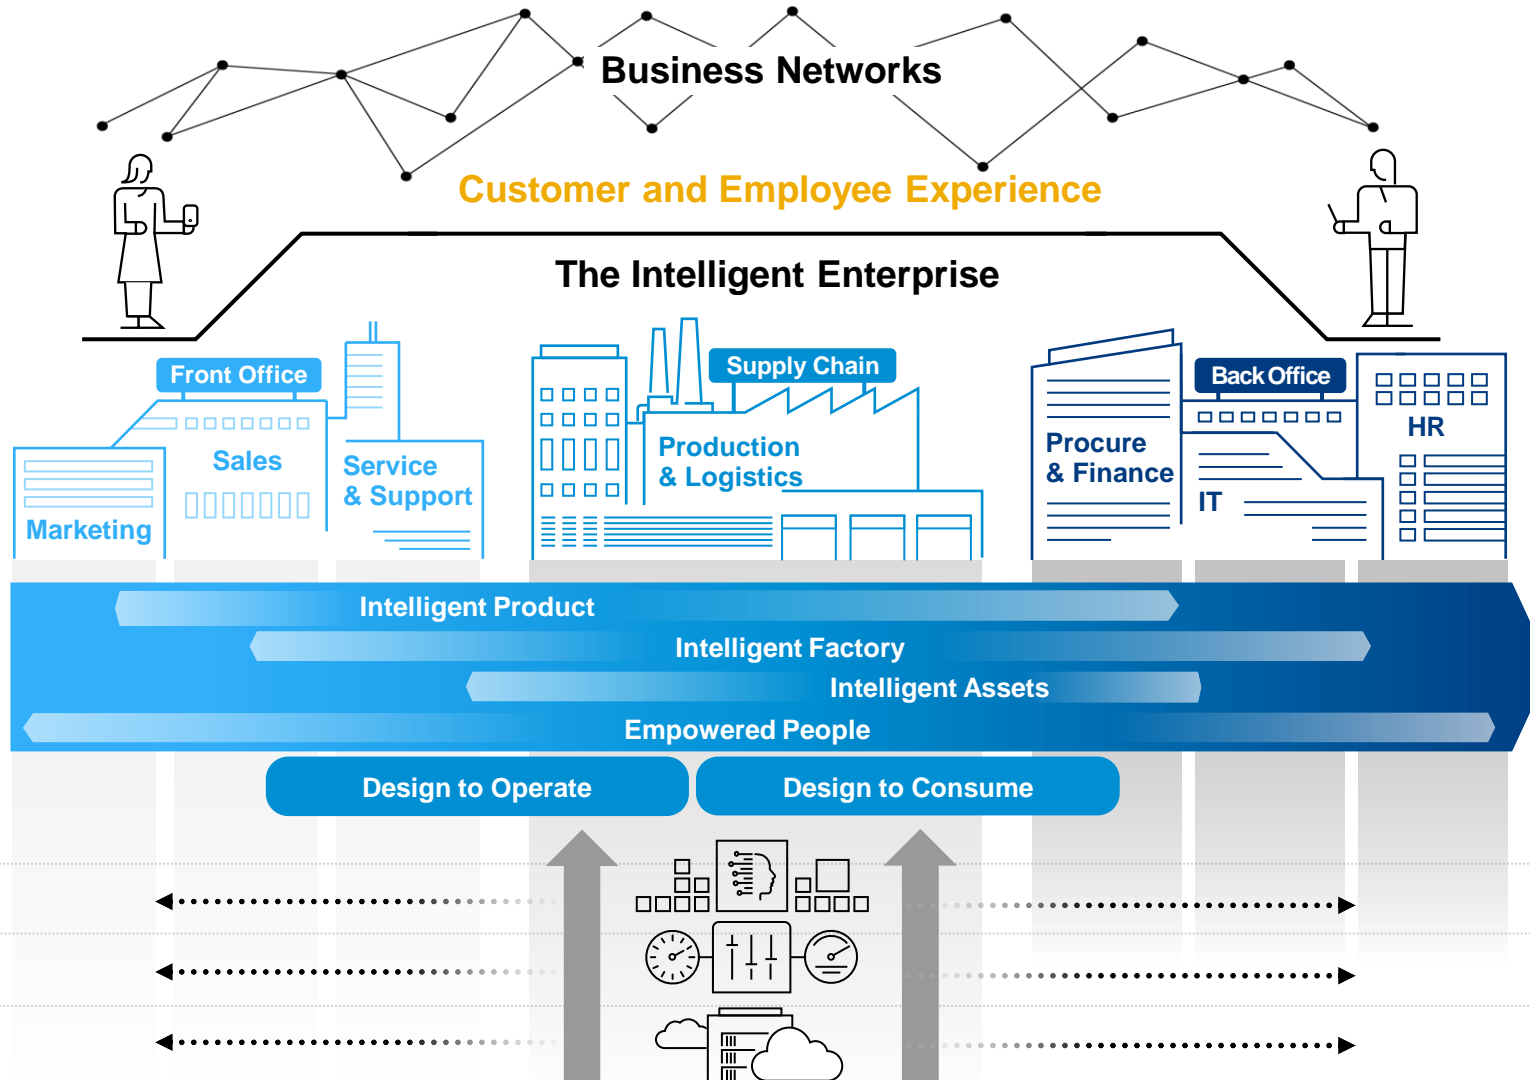 Business Networks
Customer and Employee Experience
The Intelligent Enterprise
Front Office
Supply Chain
Back Office
Marketing
Sales
Service
& Support
Production
& Logistics
Procure
& Finance
IT
HR
Intelligent Product
Intelligent Factory
Intelligent Assets
Empowered People
Design to Operate
Design to Consume